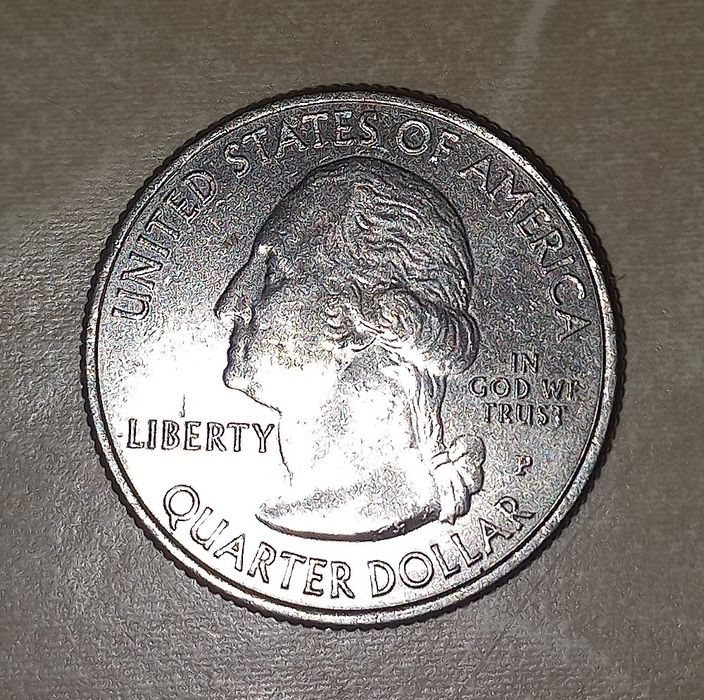 UNITED STATES OF AMERICA
LIBERTY
IN
GOD WE
TRUST
P
QUARTER DOLLAR